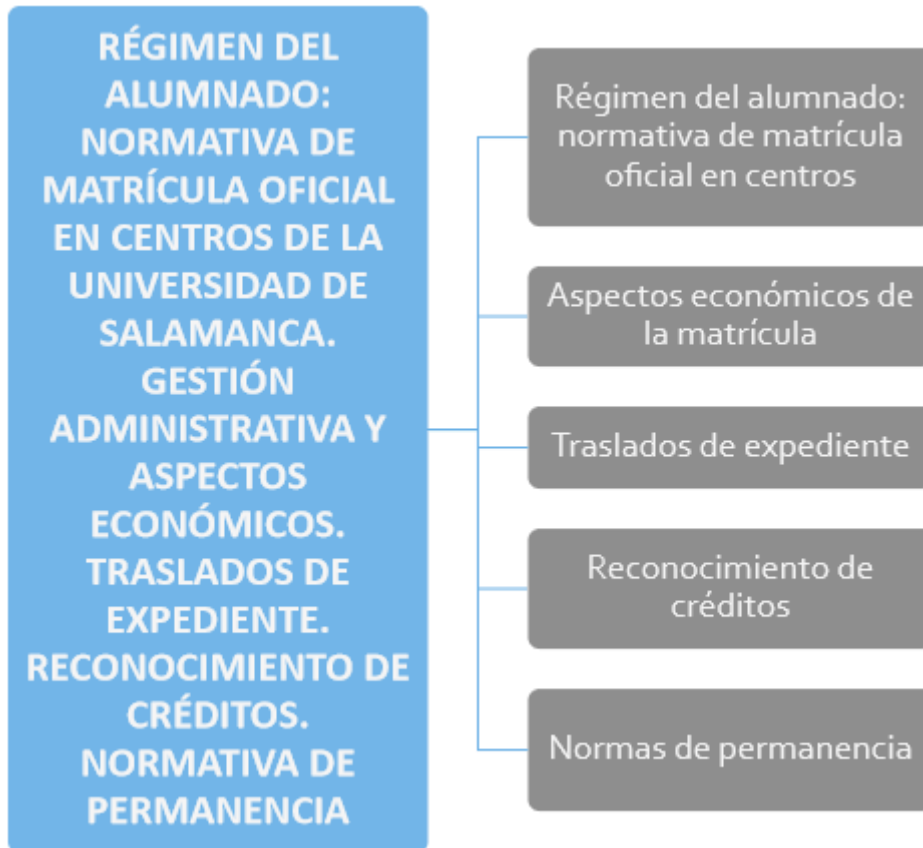 RÉGIMEN DEL
ALUMNADO:
NORMATIVA DE
MATRÍCULA OFICIAL
EN CENTROS DE LA
UNIVERSIDAD DE
SALAMANCA.
GESTIÓN
ADMINISTRATIVA Y
ASPECTOS
ECONÓMICOS.
TRASLADOS DE
EXPEDIENTE.
RECONOCIMIENTO DE
CRÉDITOS.
NORMATIVA DE
PERMANENCIA
Régimen del alumnado:
normativa de matrícula
oficial en centros
Aspectos económicos de
la matrícula
Traslados de expediente
Reconocimiento de
créditos
Normas de permanencia